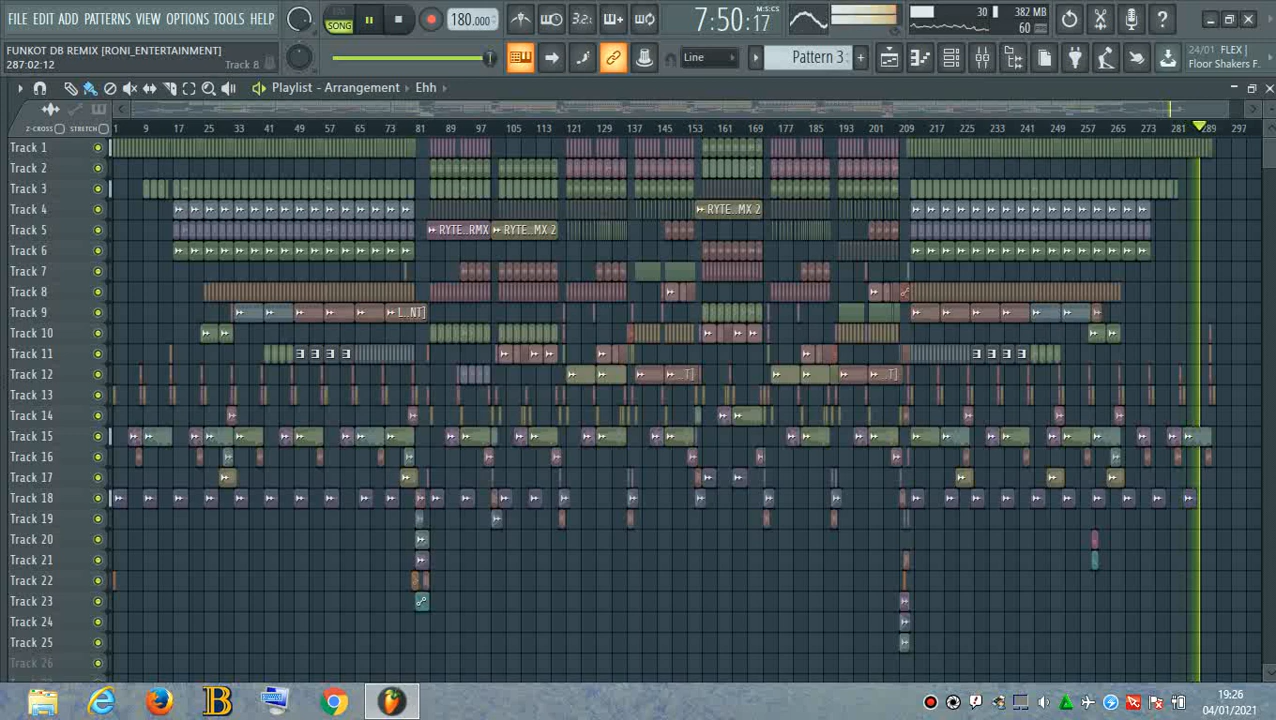 FILE EDIT ADD PATTERNS VIEW OPTIONS TOOLS HELP
SONG
180.000
3.2.
7:50:17
M:S:CS
30
382 MB
60
FUNKOT DB REMIX [RONI_ENTERTAINMENT]
287:01:12
Track 8
Line
Pattern 3
24/01 FLEX |
Floor Shakers F..
Playlist - Arrangement
Ehh
Z-CROSS STRETCH
1 9 17 25 33 41 49 57 65 73 81 89 97 105 113 121 129 137 145 153 161 169 177 185 193 201 209 217 225 233 241 249 257 265 273 281 289 297
Track 1
Track 2
Track 3
Track 4
RYTE..MX 2
Track 5
RYTE..RMX
RYTE..MX 2
Track 6
Track 7
Track 8
Track 9
L..NT]
Track 10
Track 11
Track 12
..T]
..T]
Track 13
Track 14
Track 15
Track 16
Track 17
Track 18
Track 19
Track 20
Track 21
Track 22
Track 23
Track 24
Track 25
Track 26
19:26
04/01/2021